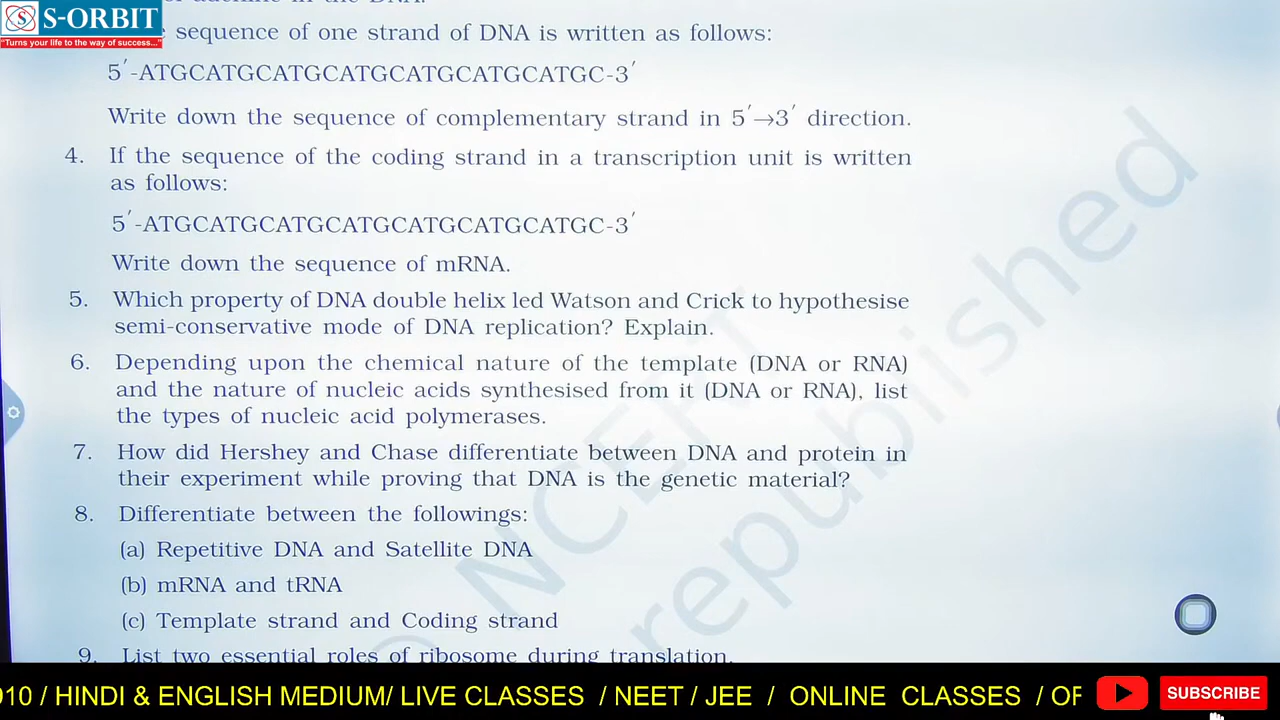 S-ORBIT
"Turns your life to the way of success..."
sequence of one strand of DNA is written as follows:
5′-ATGCATGCATGCATGCATGCATGCATGC-3′
Write down the sequence of complementary strand in 5′→3′ direction.
4. If the sequence of the coding strand in a transcription unit is written
as follows:
5′-ATGCATGCATGCATGCATGCATGCATGC-3′
Write down the sequence of mRNA.
5. Which property of DNA double helix led Watson and Crick to hypothesise
semi-conservative mode of DNA replication? Explain.
6. Depending upon the chemical nature of the template (DNA or RNA)
and the nature of nucleic acids synthesised from it (DNA or RNA), list
the types of nucleic acid polymerases.
7. How did Hershey and Chase differentiate between DNA and protein in
their experiment while proving that DNA is the genetic material?
8. Differentiate between the followings:
(a) Repetitive DNA and Satellite DNA
(b) mRNA and tRNA
(c) Template strand and Coding strand
9. List two essential roles of ribosome during translation.
NCERT
republished
010 / HINDI & ENGLISH MEDIUM/ LIVE CLASSES / NEET / JEE / ONLINE CLASSES / OF
SUBSCRIBE